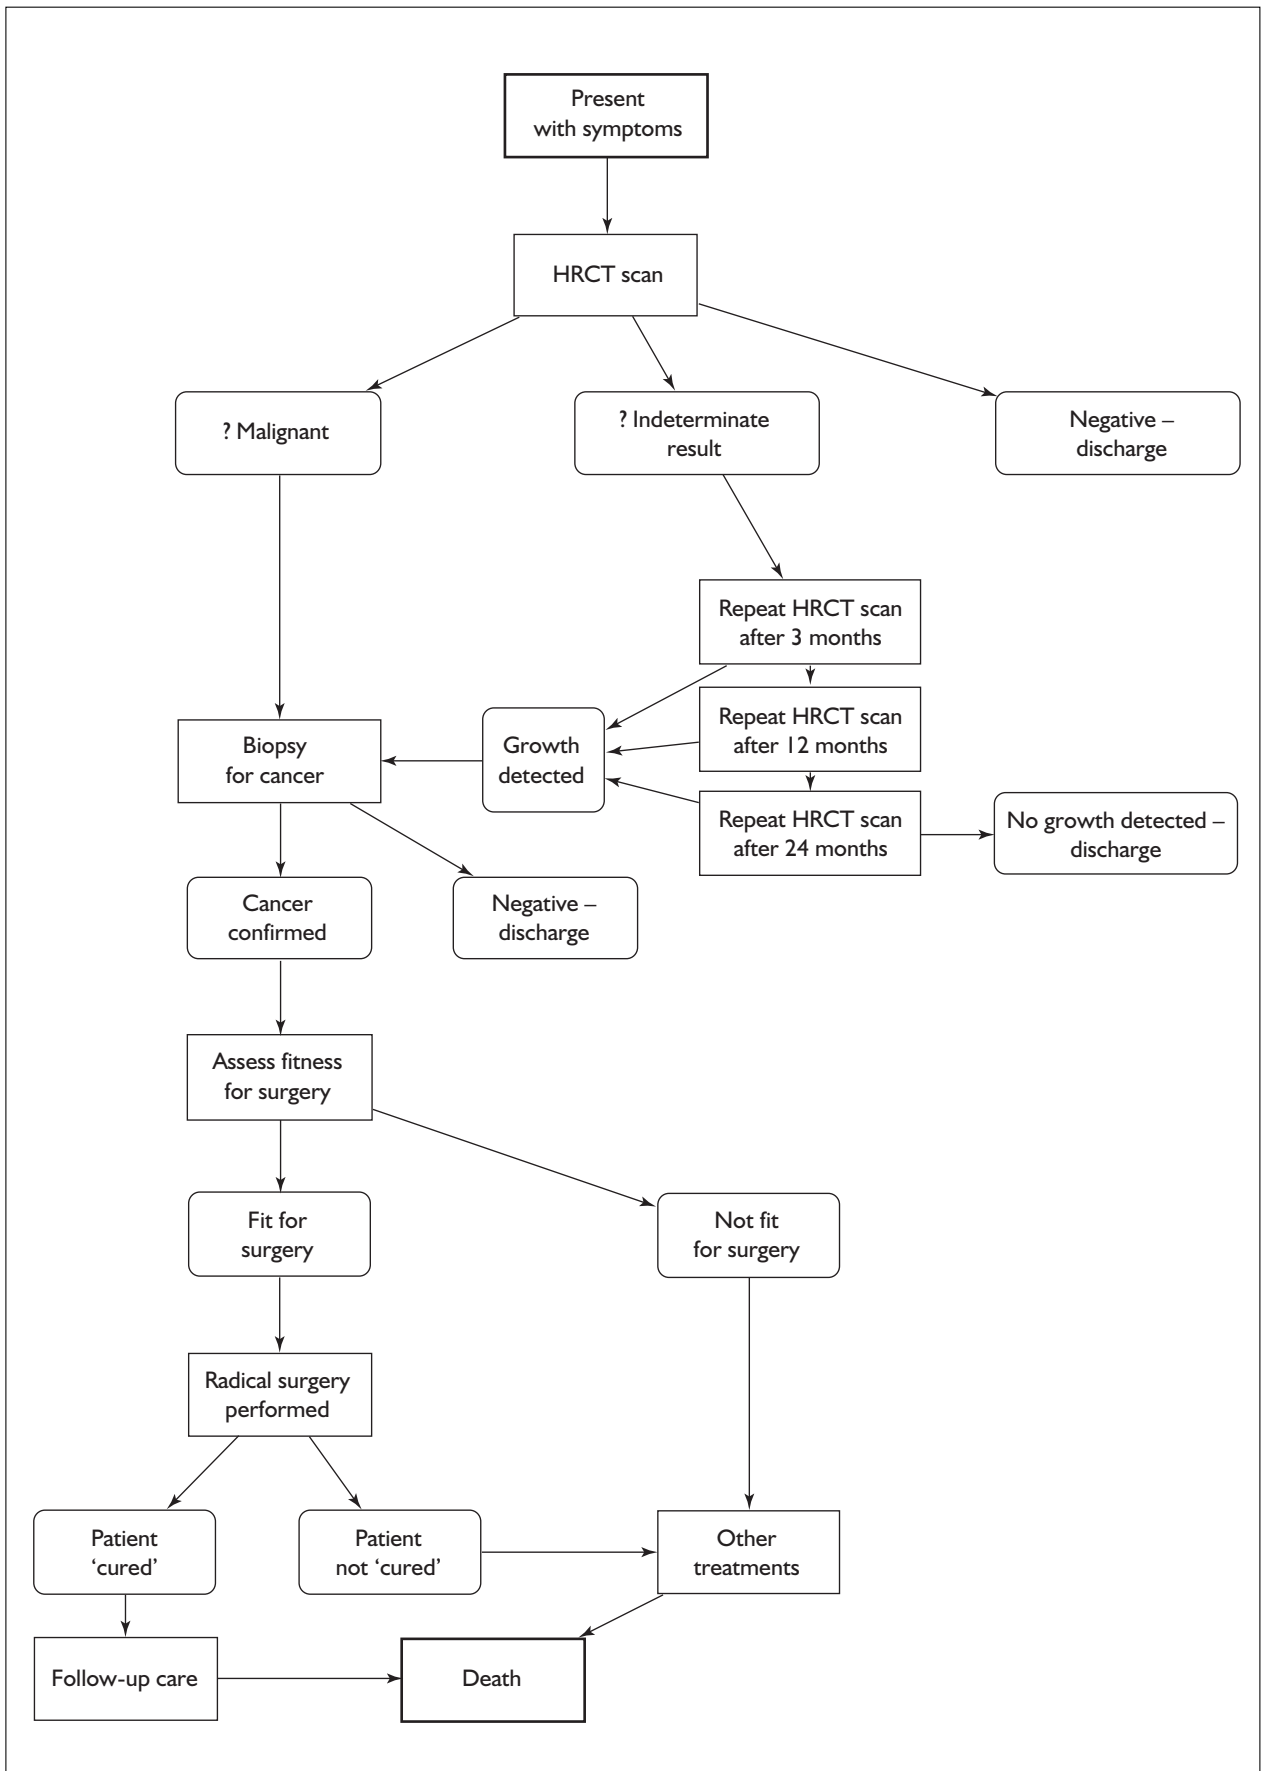 Present
with symptoms
HRCT scan
? Malignant
? Indeterminate
result
Negative –
discharge
Repeat HRCT scan
after 3 months
Repeat HRCT scan
after 12 months
Growth
detected
Biopsy
for cancer
Repeat HRCT scan
after 24 months
No growth detected –
discharge
Cancer
confirmed
Negative –
discharge
Assess fitness
for surgery
Fit for
surgery
Not fit
for surgery
Radical surgery
performed
Patient
‘cured’
Patient
not ‘cured’
Other
treatments
Follow-up care
Death